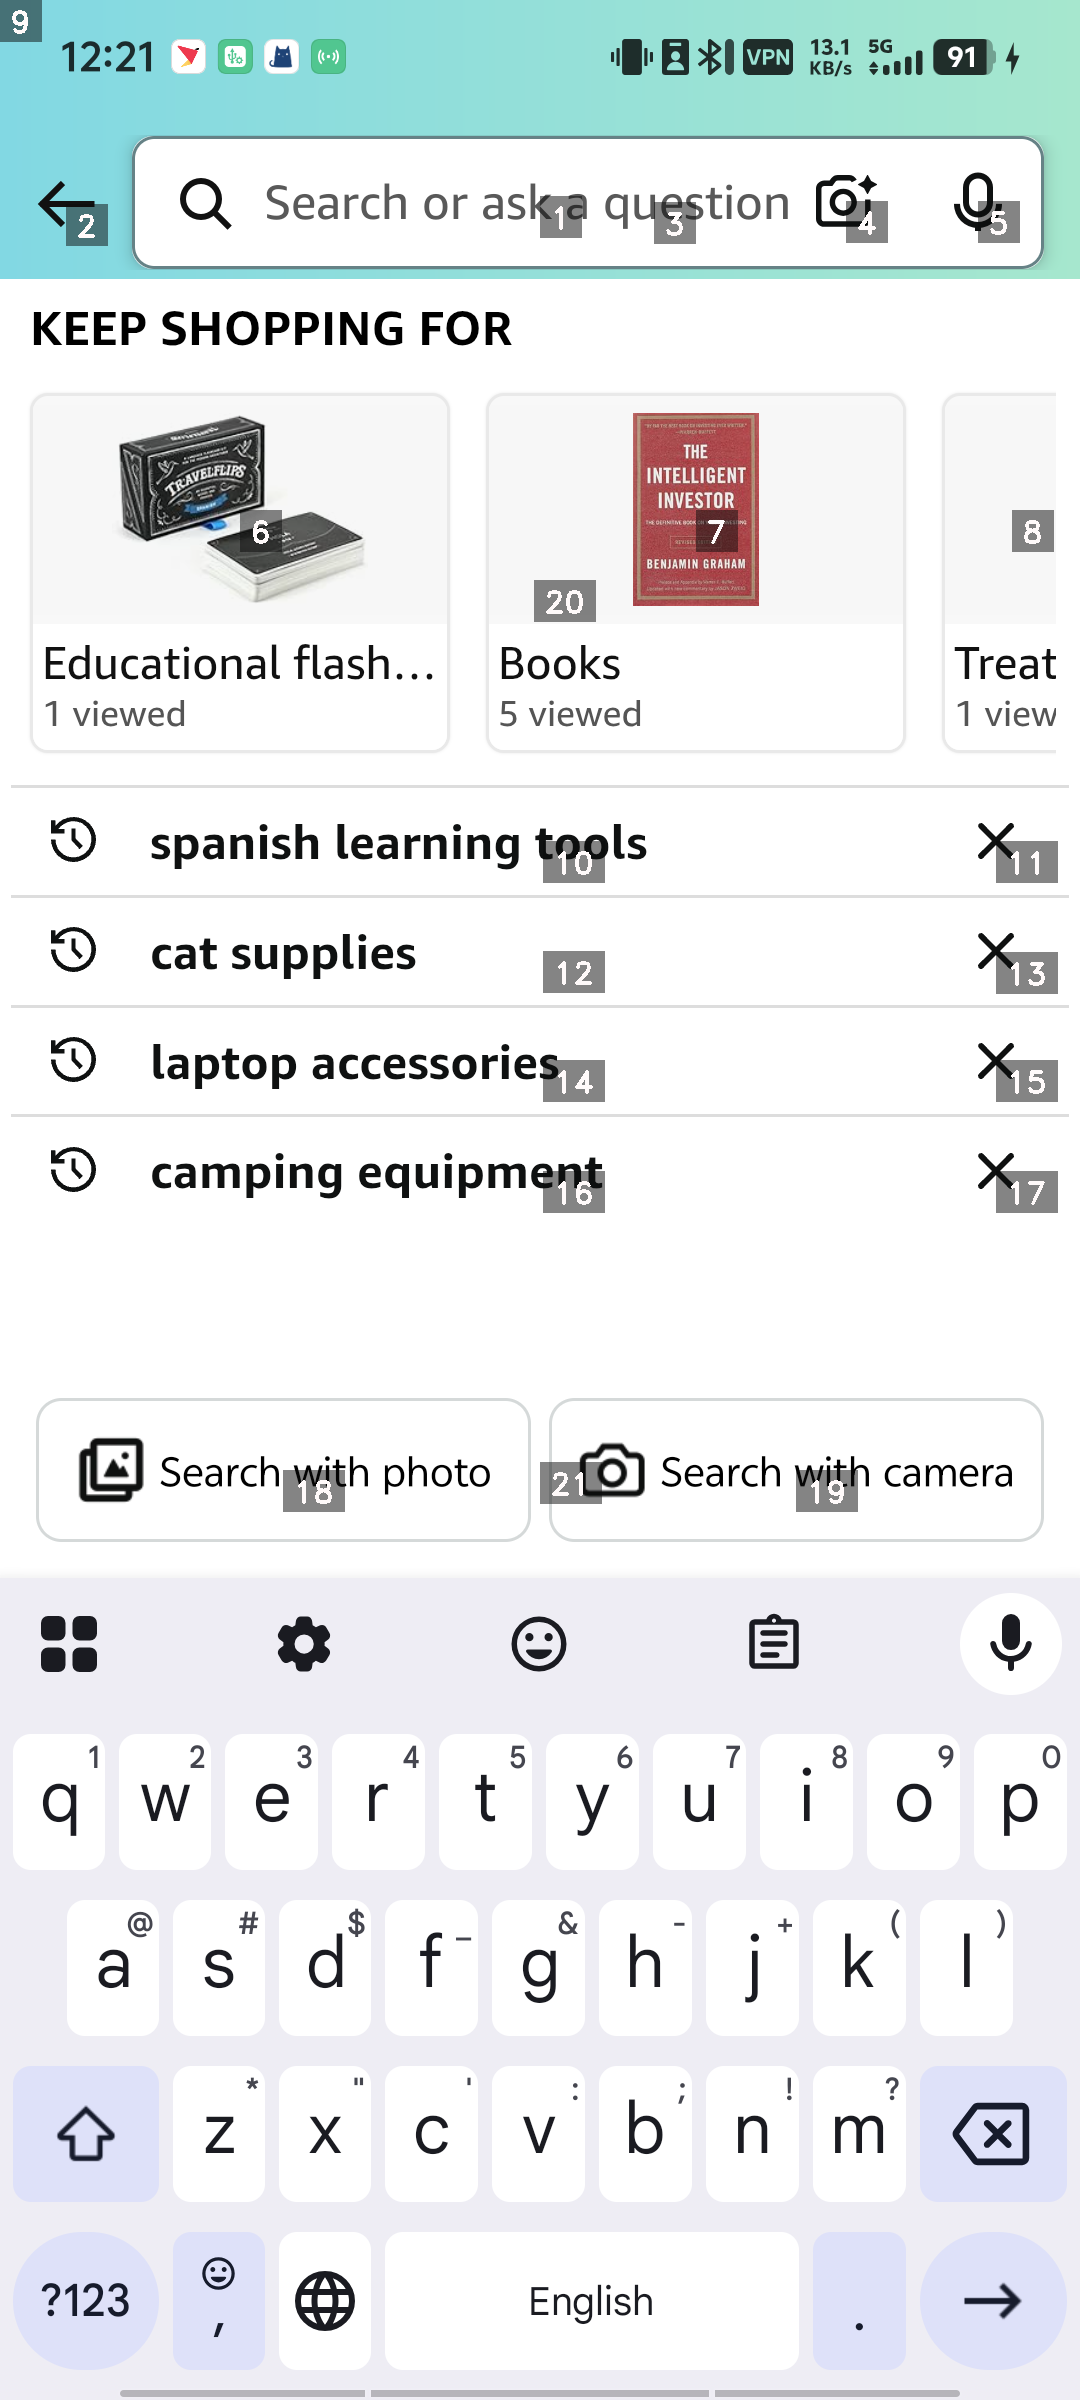 9
12:21
VPN
13.1
KB/s
5G
91
2
Search or ask a question
1
3
4
5
KEEP SHOPPING FOR
TRAVELFLIPS
6
THE
INTELLIGENT
INVESTOR
7
BENJAMIN GRAHAM
8
20
Educational flash...
1 viewed
Books
5 viewed
Treat
1 view
spanish learning tools
10
11
cat supplies
12
13
laptop accessories
14
15
camping equipment
16
17
Search with photo
18
21
Search with camera
19
1 2 3 4 5 6 7 8 9 0
q w e r t y u i o p
@ # $ _ & - + ( )
a s d f g h j k l
* " ' : ; ! ?
z x c v b n m
?123
,
English
.